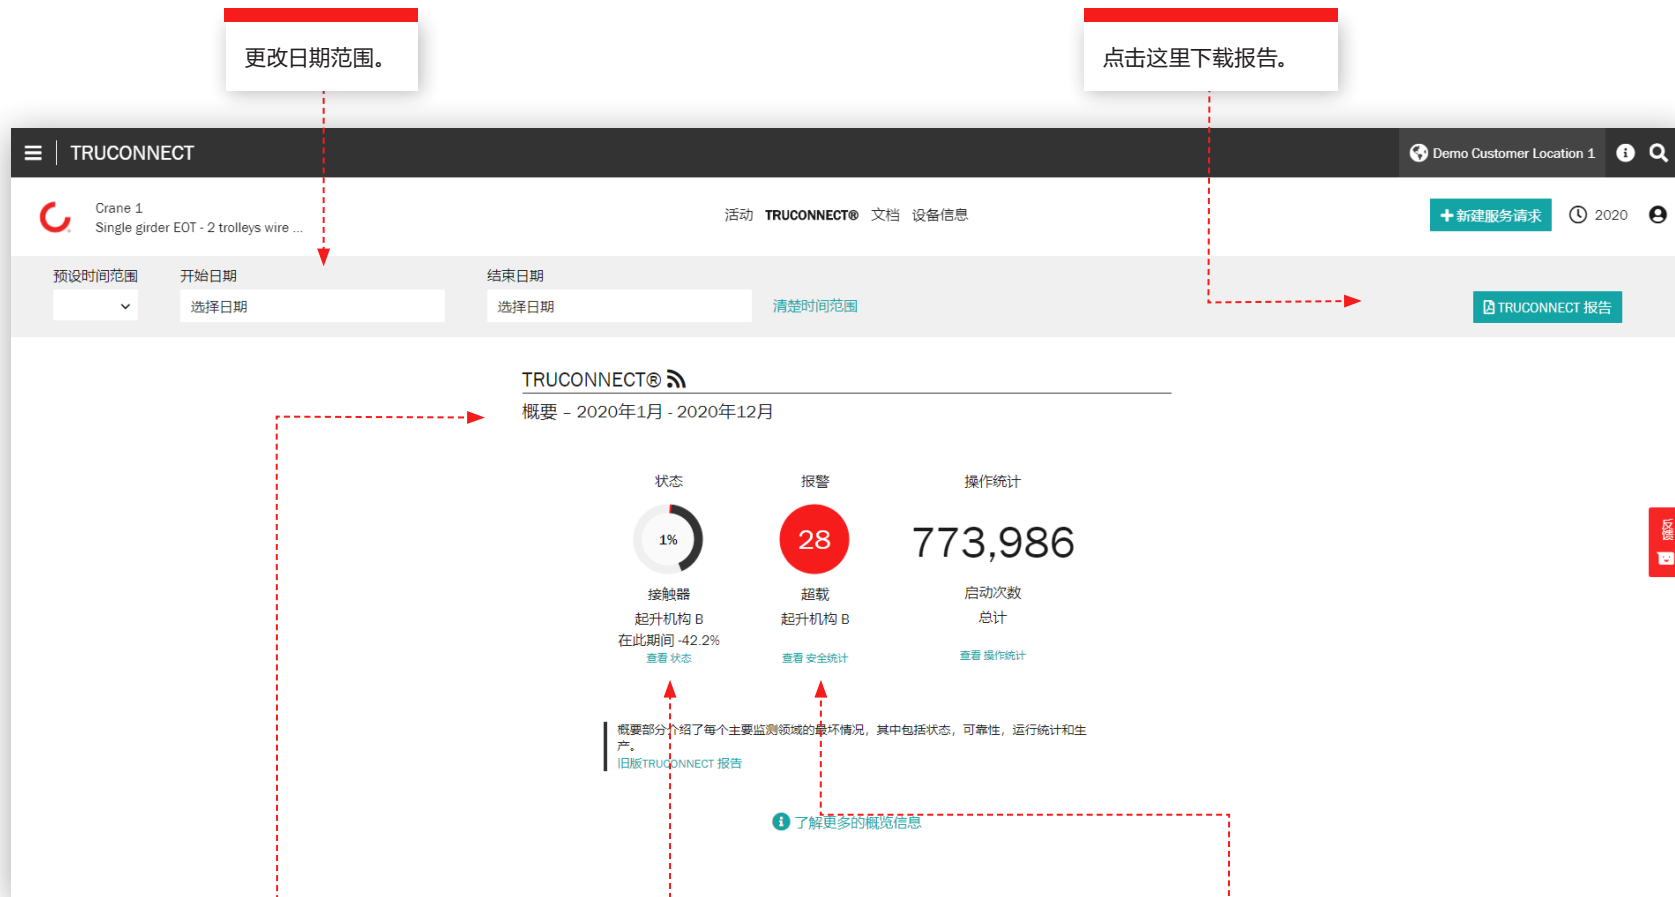 更改日期范围。
点击这里下载报告。
TRUCONNECT
Demo Customer Location 1
Crane 1
Single girder EOT - 2 trolleys wire ...
活动 TRUCONNECT® 文档 设备信息
新建服务请求
2020
预设时间范围
开始日期
结束日期
选择日期
选择日期
清楚时间范围
TRUCONNECT 报告
TRUCONNECT®
概要 – 2020年1月 - 2020年12月
状态
1%
接触器
起升机构 B
在此期间 -42.2%
查看 状态
报警
28
超载
起升机构 B
查看 安全统计
操作统计
773,986
启动次数
总计
查看 操作统计
反馈
概要部分介绍了每个主要监测领域的最坏情况，其中包括状态，可靠性，运行统计和生
产。
旧版TRUCONNECT 报告
了解更多的概览信息